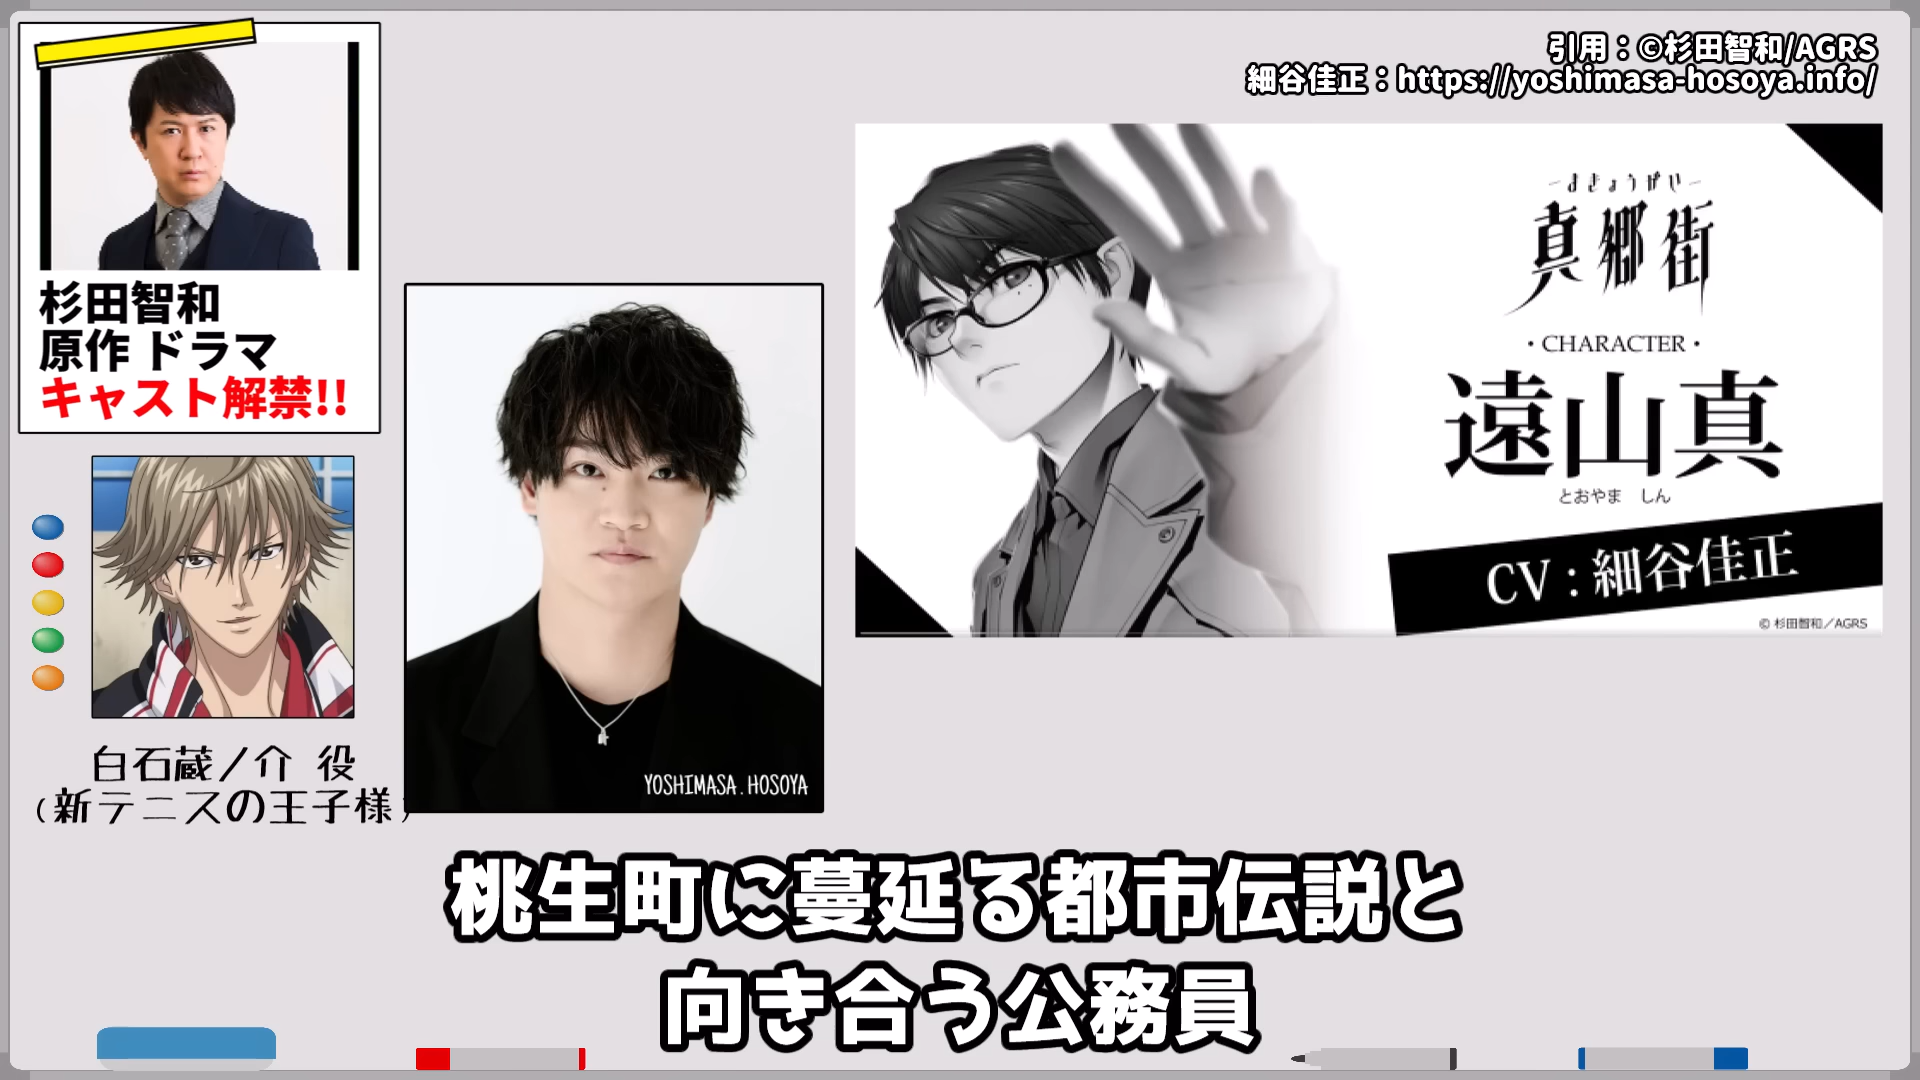 引用：©杉田智和/AGRS
細谷佳正：https://yoshimasa-hosoya.info/
杉田智和
原作 ドラマ
キャスト解禁!!
白石蔵ノ介 役
(新テニスの王子様)
YOSHIMASA.HOSOYA
まきょうがい
真郷街
・CHARACTER・
遠山真
とおやま しん
CV:細谷佳正
© 杉田智和／AGRS
桃生町に蔓延る都市伝説と
向き合う公務員